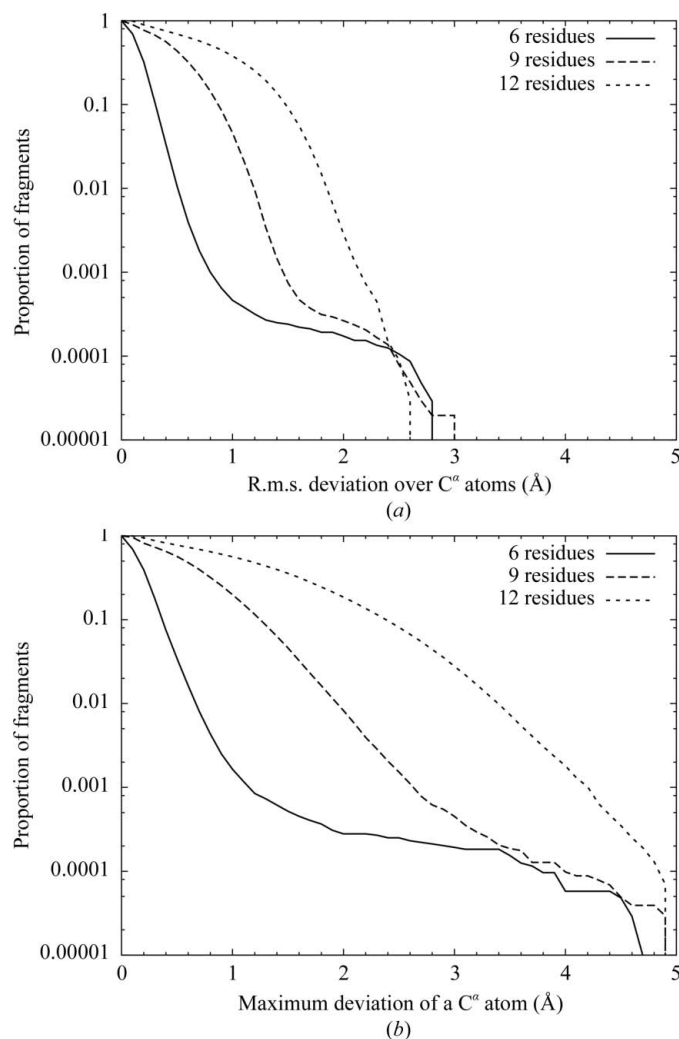 (a)
6 residues
9 residues
12 residues
1
0.1
0.01
0.001
0.0001
0.00001
Proportion of fragments
0 1 2 3 4 5
R.m.s. deviation over Cα atoms (Å)
(a)
6 residues
9 residues
12 residues
1
0.1
0.01
0.001
0.0001
0.00001
Proportion of fragments
0 1 2 3 4 5
Maximum deviation of a Cα atom (Å)
(b)